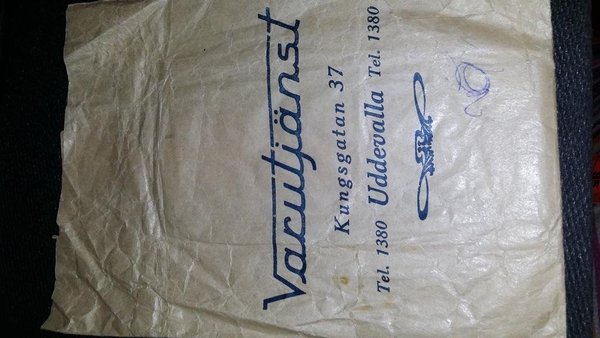 Varutjänst
Kungsgatan 37
Tel. 1380 Uddevalla Tel. 1380